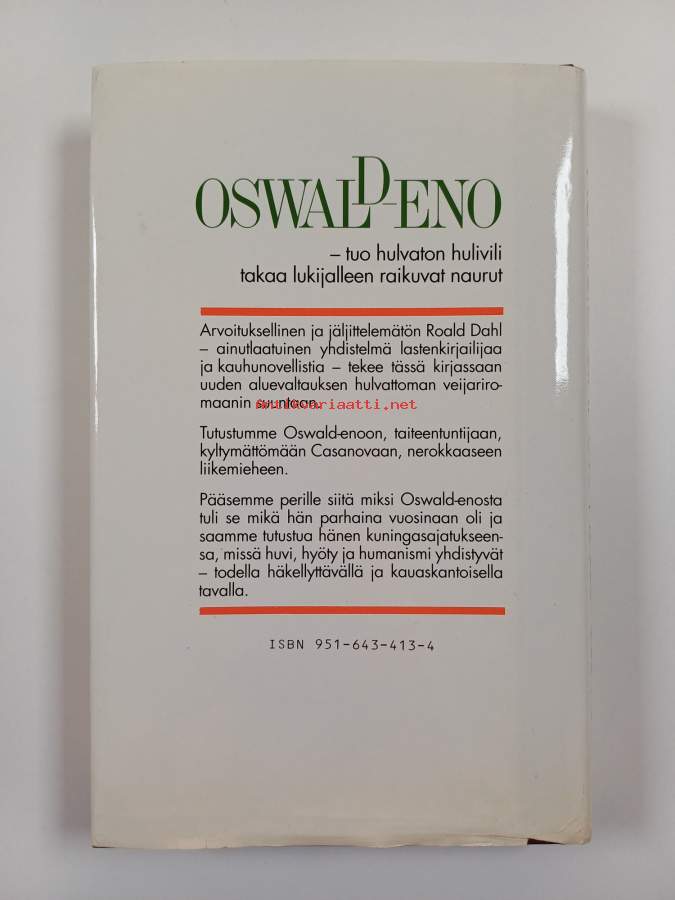 OSWALD-ENO
– tuo hulvaton hulivili
takaa lukijalleen raikuvat naurut
Arvoituksellinen ja jäljittelemätön Roald Dahl
– ainutlaatuinen yhdistelmä lastenkirjailijaa
ja kauhunovellistia – tekee tässä kirjassaan
uuden aluevaltauksen hulvattoman veijariro-
maanin suuntaan.
antikvariaatti.net
Tutustumme Oswald-enoon, taiteentuntijaan,
kyltymättömään Casanovaan, nerokkaaseen
liikemieheen.
Pääsemme perille siitä miksi Oswald-enosta
tuli se mikä hän parhaina vuosinaan oli ja
saamme tutustua hänen kuningasajatukseen-
sa, missä huvi, hyöty ja humanismi yhdistyvät
– todella häkellyttävällä ja kauaskantoisella
tavalla.
ISBN 951-643-413-4